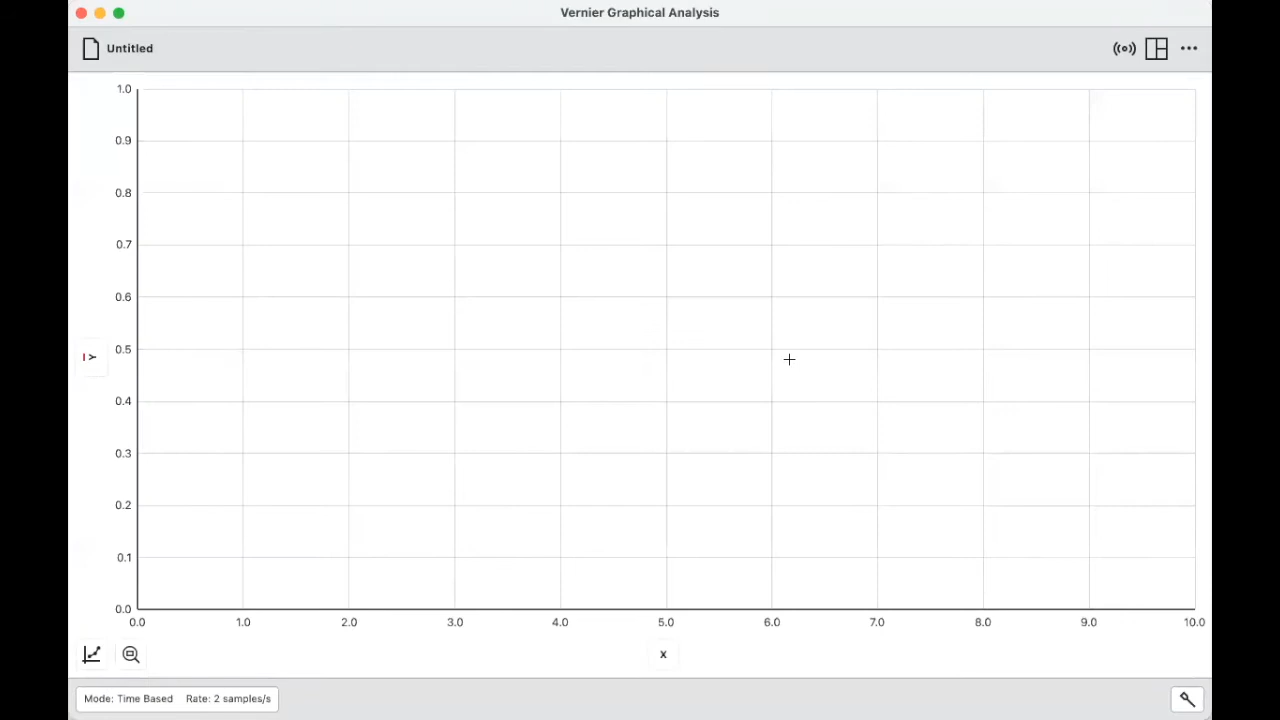 Vernier Graphical Analysis
Untitled
1.0
0.9
0.8
0.7
0.6
0.5
0.4
0.3
0.2
0.1
0.0
Y
0.0 1.0 2.0 3.0 4.0 5.0 6.0 7.0 8.0 9.0 10.0
x
Mode: Time Based Rate: 2 samples/s